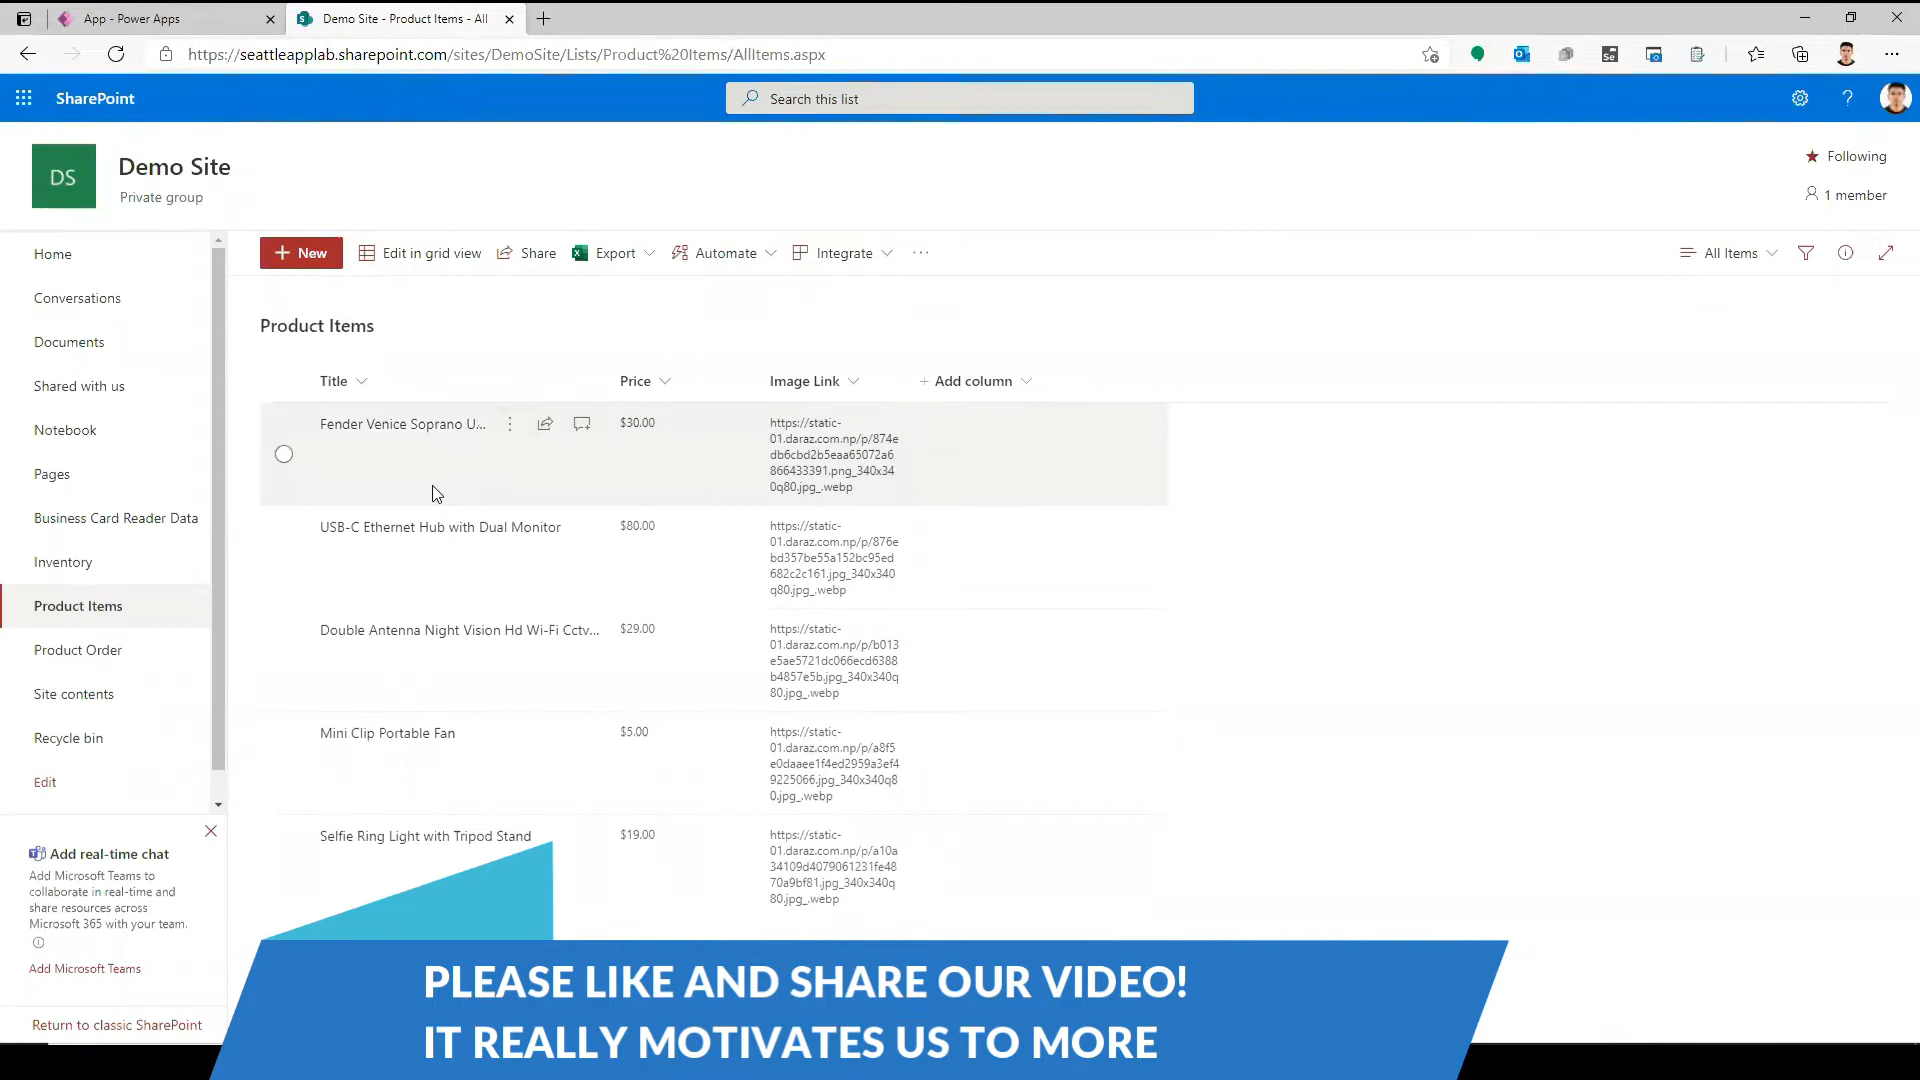 App - Power Apps
Demo Site - Product Items - All
https://seattleapplab.sharepoint.com/sites/DemoSite/Lists/Product%20Items/AllItems.aspx
Se
SharePoint
Search this list
?
DS
Demo Site
Private group
Following
1 member
Home
Conversations
Documents
Shared with us
Notebook
Pages
Business Card Reader Data
Inventory
Product Items
Product Order
Site contents
Recycle bin
Edit
+ New
Edit in grid view
Share
Export
Automate
Integrate
...
All Items
Product Items
Title
Price
Image Link
+ Add column
Fender Venice Soprano U...
$30.00
https://static-
01.daraz.com.np/p/874e
db6cbd2b5eaa65072a6
866433391.png_340x34
0q80.jpg_.webp
USB-C Ethernet Hub with Dual Monitor
$80.00
https://static-
01.daraz.com.np/p/876e
bd357be55a152bc95ed
682c2c161.jpg_340x340
q80.jpg_.webp
Double Antenna Night Vision Hd Wi-Fi Cctv...
$29.00
https://static-
01.daraz.com.np/p/b013
e5ae5721dc066ecd6388
b4857e5b.jpg_340x340q
80.jpg_.webp
Mini Clip Portable Fan
$5.00
https://static-
01.daraz.com.np/p/a8f5
e0daaee1f4ed2959a3ef4
9225066.jpg_340x340q8
0.jpg_.webp
Selfie Ring Light with Tripod Stand
$19.00
https://static-
01.daraz.com.np/p/a10a
34109d4079061231fe48
70a9bf81.jpg_340x340q
80.jpg_.webp
Add real-time chat
Add Microsoft Teams to
collaborate in real-time and
share resources across
Microsoft 365 with your team.
Add Microsoft Teams
Return to classic SharePoint
PLEASE LIKE AND SHARE OUR VIDEO!
IT REALLY MOTIVATES US TO MORE